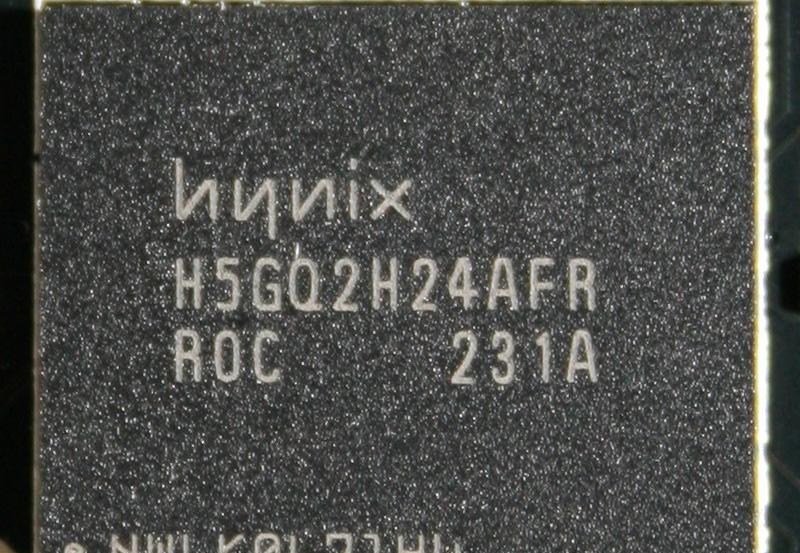 hynix
H5GQ2H24AFR
R0C 231A